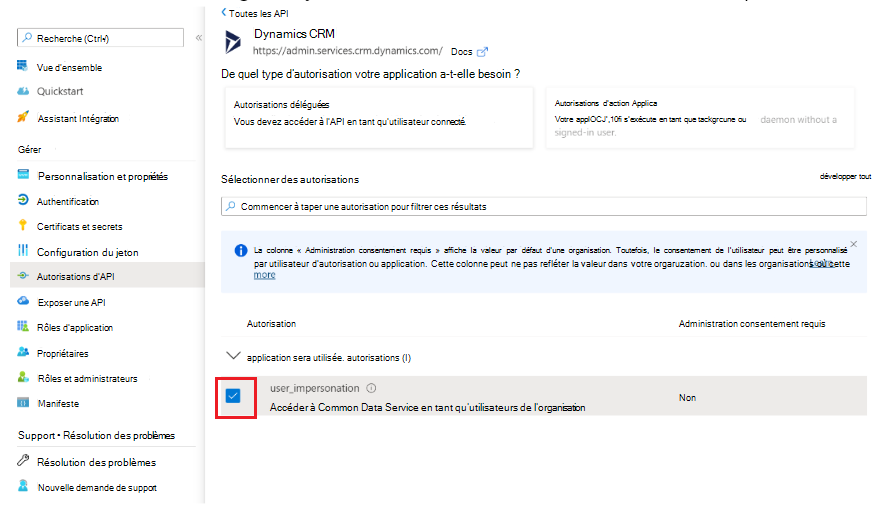 Toutes les API
Recherche (Ctrl+/)
«
Dynamics CRM
https://admin.services.crm.dynamics.com/ Docs
Vue d'ensemble
Quickstart
Assistant Intégration
Gérer
Personnalisation et propriétés
Authentification
Certificats et secrets
Configuration du jeton
Autorisations d'API
Exposer une API
Rôles d'application
Propriétaires
Rôles et administrateurs
Manifeste
Support • Résolution des problèmes
Résolution des problèmes
Nouvelle demande de support
De quel type d'autorisation votre application a-t-elle besoin ?
Autorisations déléguées
Vous devez accéder à l'API en tant qu'utilisateur connecté.
Autorisations d'action Applica
Votre applOCJ',10fi s'exécute en tant que tackgrcune ou daemon without a
signed-in user.
Sélectionner des autorisations
développer tout
Commencer à taper une autorisation pour filtrer ces résultats
La colonne « Administration consentement requis » affiche la valeur par défaut d'une organisation. Toutefois, le consentement de l'utilisateur peut être personnalisé
par utilisateur d'autorisation ou application. Cette colonne peut ne pas refléter la valeur dans votre orgaruzation. ou dans les organisations où cette
more
Autorisation
Administration consentement requis
application sera utilisée. autorisations (I)
user_impersonation
Accéder à Common Data Service en tant qu'utilisateurs de l'organisation
Non